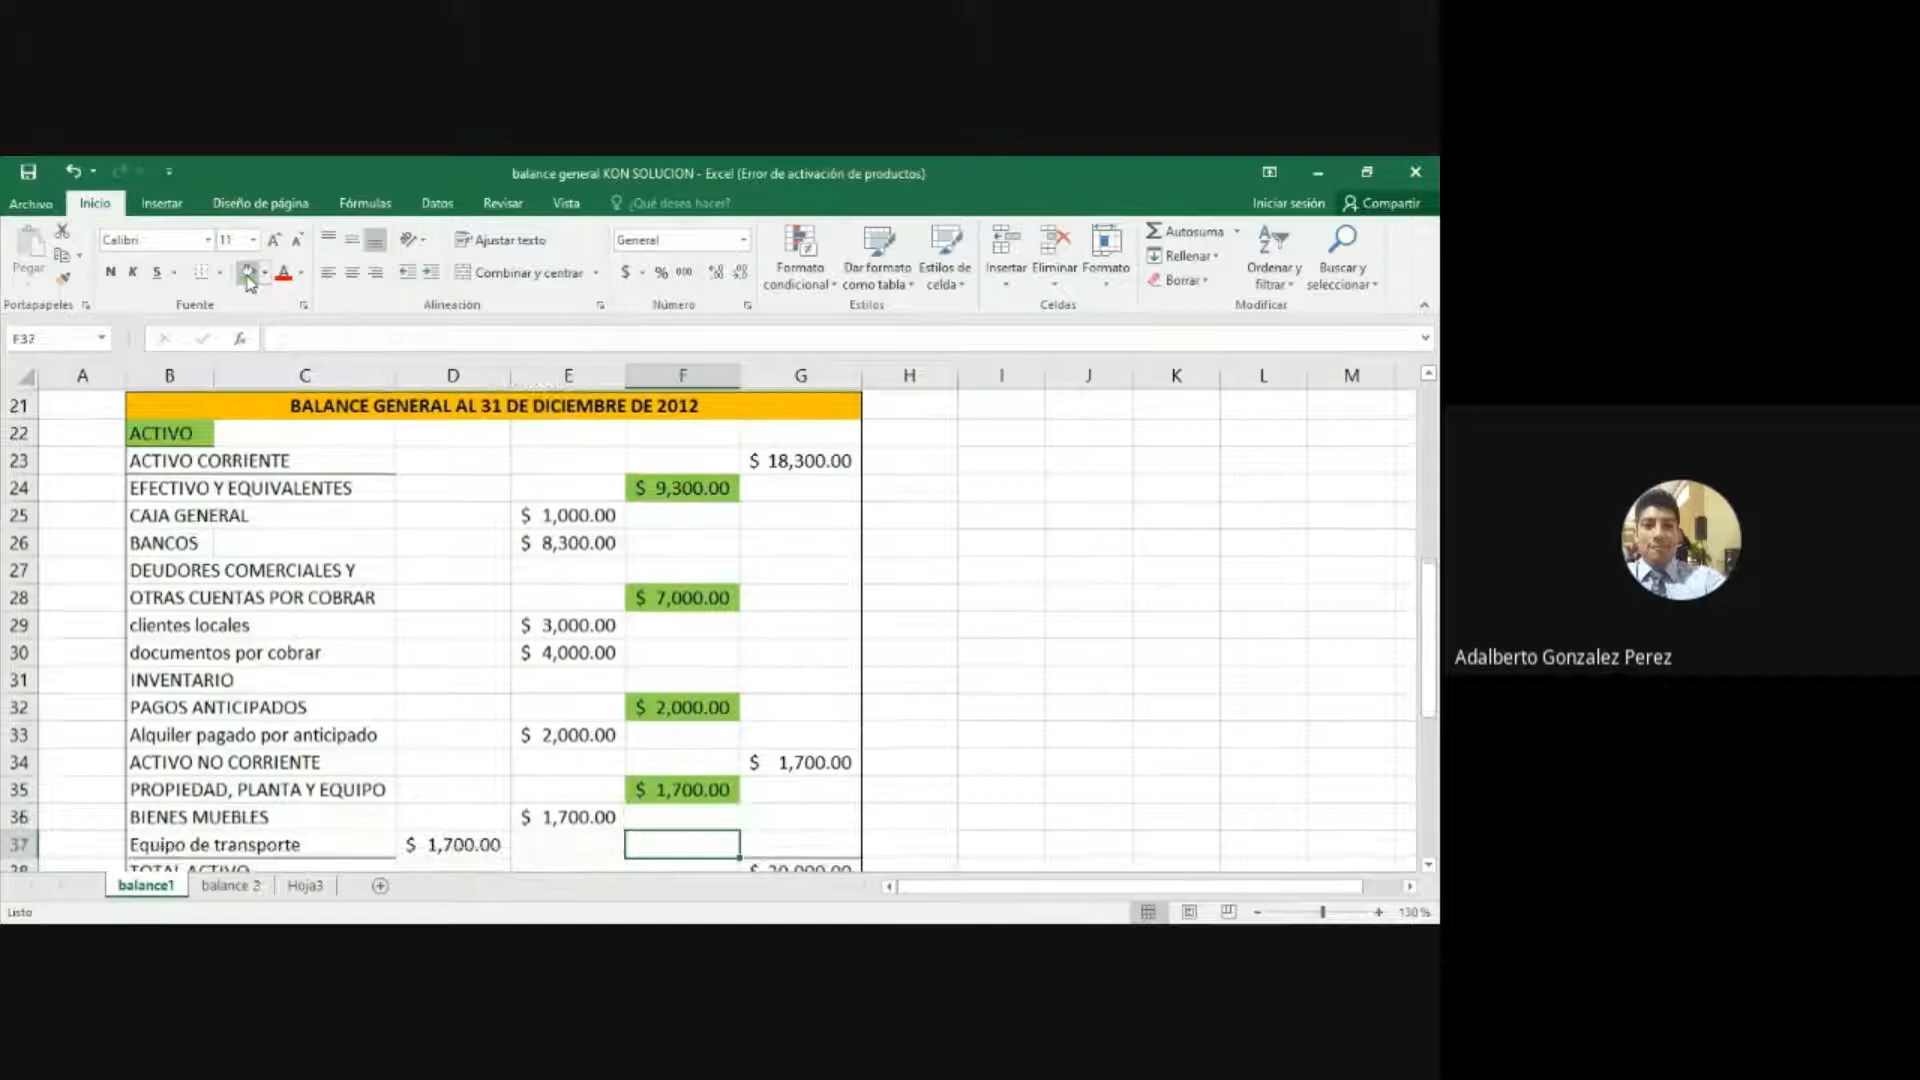 balance general KON SOLUCION - Excel (Error de activación de productos)
Archivo Inicio Insertar Diseño de página Fórmulas Datos Revisar Vista ¿Qué desea hacer? Iniciar sesión Compartir
Pegar
Calibri 11
N K S
Ajustar texto
Combinar y centrar
General
$ % 000
Formato condicional
Dar formato como tabla
Estilos de celda
Insertar Eliminar Formato
Autosuma
Rellenar
Borrar
Ordenar y filtrar
Buscar y seleccionar
Portapapeles Fuente Alineación Número Estilos Celdas Modificar
F37 fx
A B C D E F G H I J K L M
21 BALANCE GENERAL AL 31 DE DICIEMBRE DE 2012
22 ACTIVO
23 ACTIVO CORRIENTE $ 18,300.00
24 EFECTIVO Y EQUIVALENTES $ 9,300.00
25 CAJA GENERAL $ 1,000.00
26 BANCOS $ 8,300.00
27 DEUDORES COMERCIALES Y
28 OTRAS CUENTAS POR COBRAR $ 7,000.00
29 clientes locales $ 3,000.00
30 documentos por cobrar $ 4,000.00
31 INVENTARIO
32 PAGOS ANTICIPADOS $ 2,000.00
33 Alquiler pagado por anticipado $ 2,000.00
34 ACTIVO NO CORRIENTE $ 1,700.00
35 PROPIEDAD, PLANTA Y EQUIPO $ 1,700.00
36 BIENES MUEBLES $ 1,700.00
37 Equipo de transporte $ 1,700.00
38 TOTAL ACTIVO $ 20,000.00
balance1 balance 2 Hoja3
Listo 130 %
Adalberto Gonzalez Perez